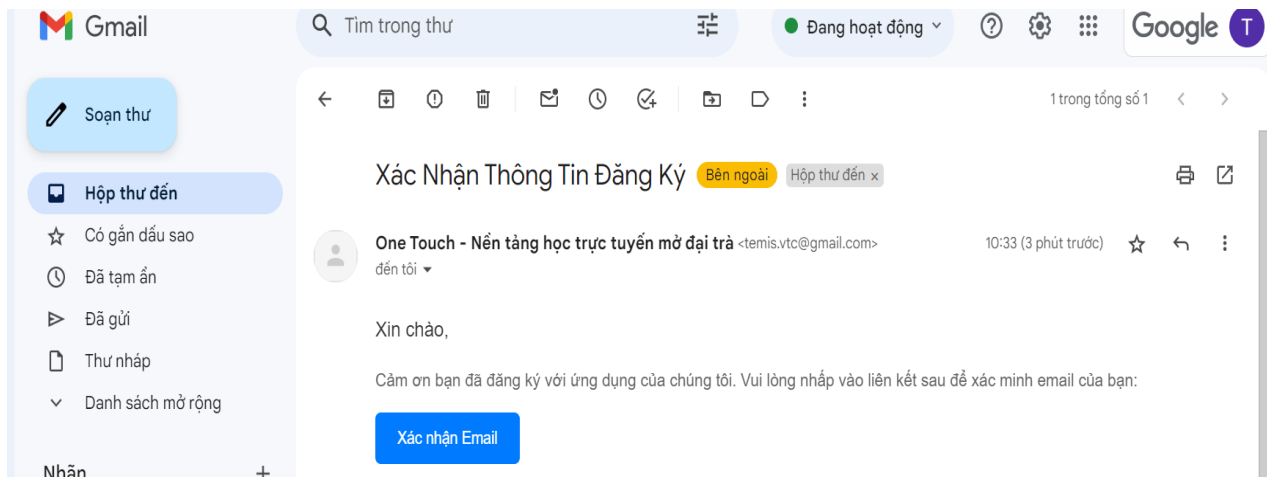 Gmail
Tìm trong thư
Đang hoạt động
Google T
Soạn thư
1 trong tổng số 1
Xác Nhận Thông Tin Đăng Ký Bên ngoài Hộp thư đến x
Hộp thư đến
Có gắn dấu sao
One Touch - Nền tảng học trực tuyến mở đại trà <temis.vtc@gmail.com> 10:33 (3 phút trước)
đến tôi
Đã tạm ẩn
Đã gửi
Xin chào,
Thư nháp
Cảm ơn bạn đã đăng ký với ứng dụng của chúng tôi. Vui lòng nhấp vào liên kết sau để xác minh email của bạn:
Danh sách mở rộng
Xác nhận Email
Nhãn +